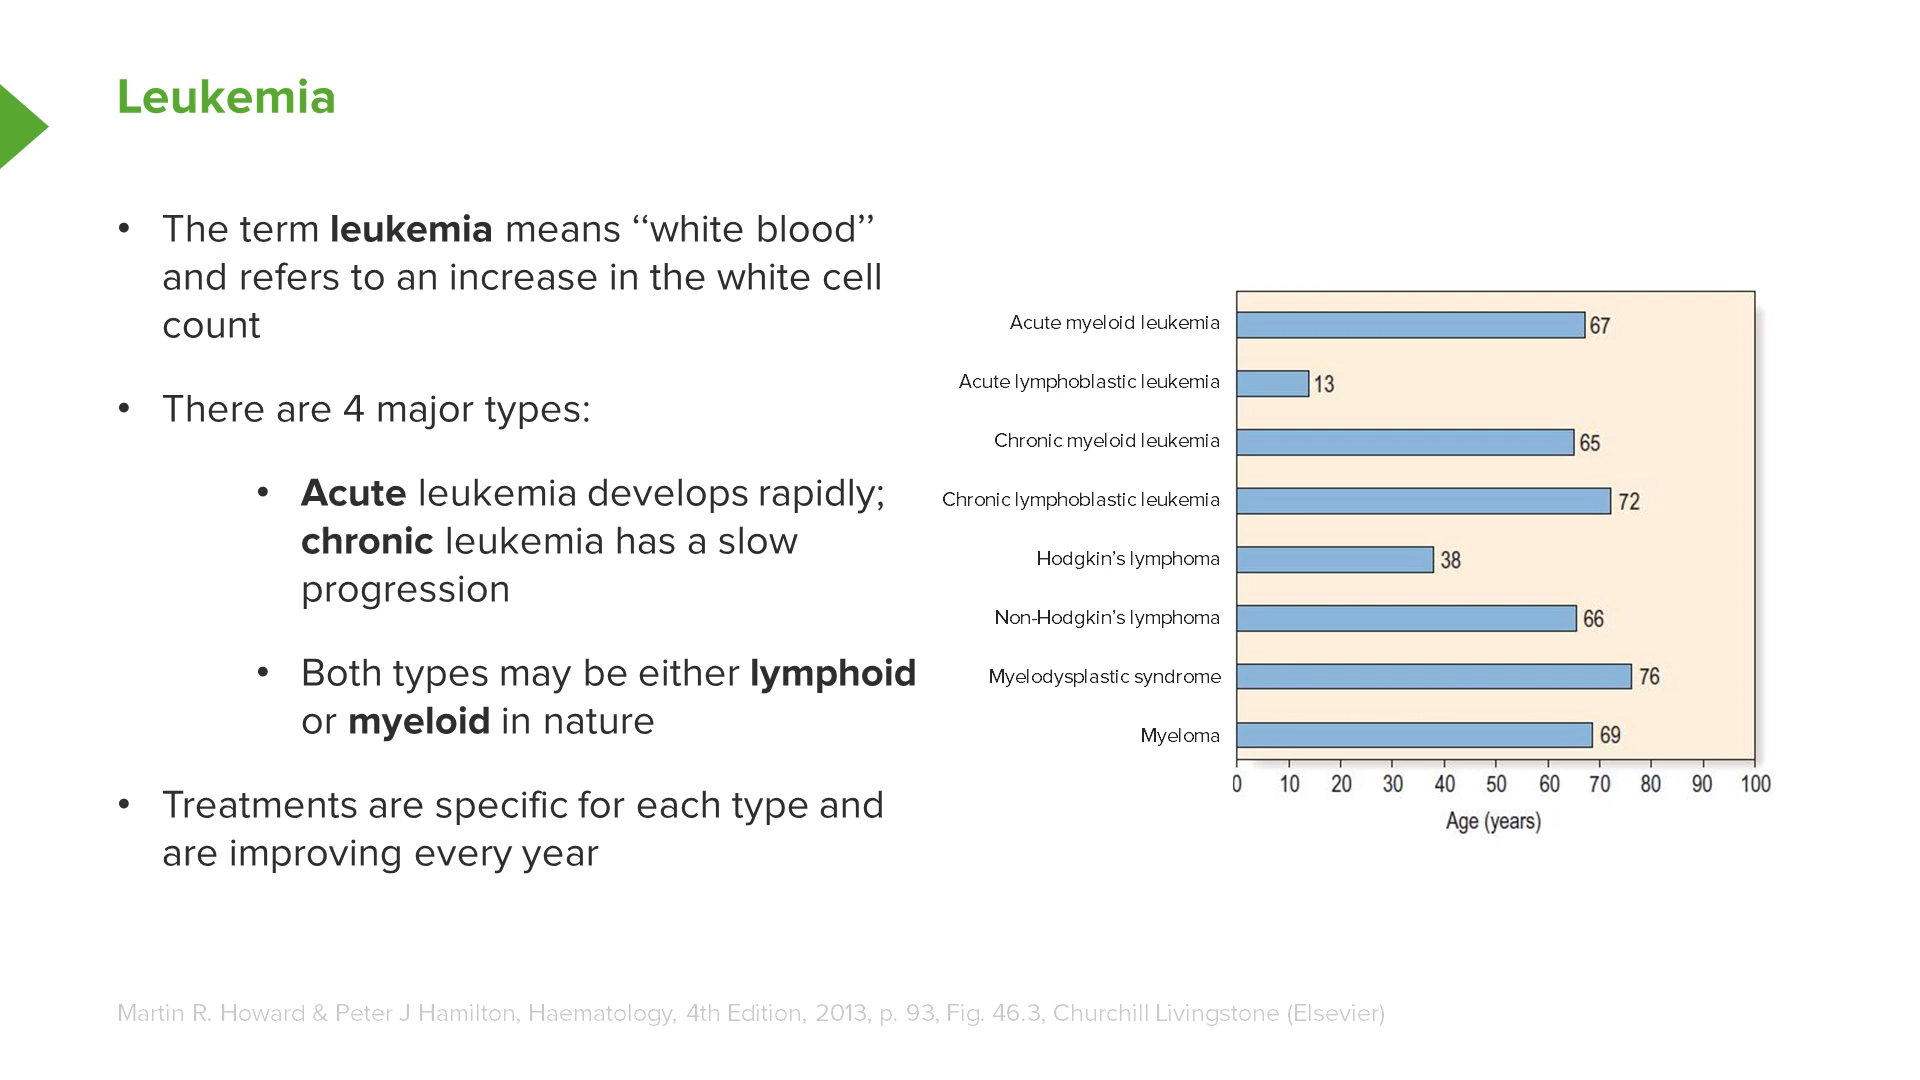 Leukemia
• The term leukemia means ‘‘white blood’’
and refers to an increase in the white cell
count
• There are 4 major types:
• Acute leukemia develops rapidly;
chronic leukemia has a slow
progression
• Both types may be either lymphoid
or myeloid in nature
• Treatments are specific for each type and
are improving every year
Acute myeloid leukemia 67
Acute lymphoblastic leukemia 13
Chronic myeloid leukemia 65
Chronic lymphoblastic leukemia 72
Hodgkin’s lymphoma 38
Non-Hodgkin’s lymphoma 66
Myelodysplastic syndrome 76
Myeloma 69
0 10 20 30 40 50 60 70 80 90 100
Age (years)
Martin R. Howard & Peter J Hamilton, Haematology, 4th Edition, 2013, p. 93, Fig. 46.3, Churchill Livingstone (Elsevier)